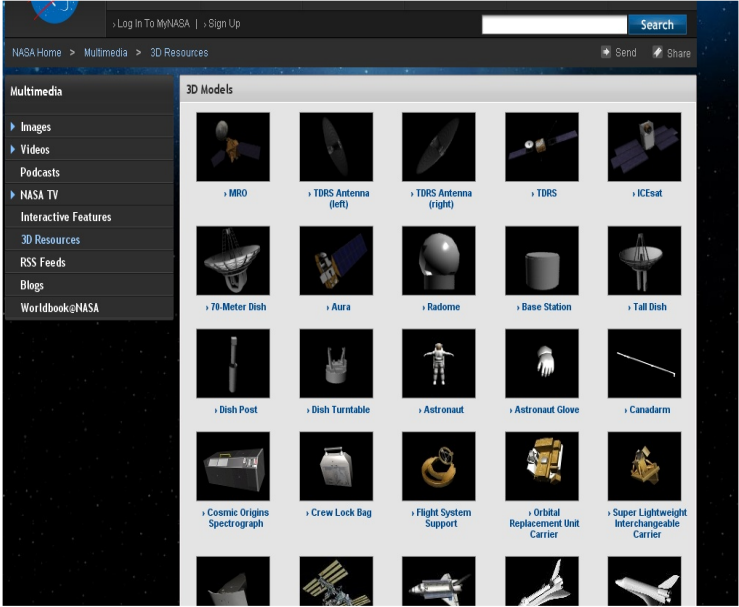 › Log In To MyNASA | › Sign Up
Search
NASA Home > Multimedia > 3D Resources
Send
Share
Multimedia
Images
Videos
Podcasts
NASA TV
Interactive Features
3D Resources
RSS Feeds
Blogs
Worldbook@NASA
3D Models
› MRO
› TDRS Antenna
(left)
› TDRS Antenna
(right)
› TDRS
› ICEsat
› 70-Meter Dish
› Aura
› Radome
› Base Station
› Tall Dish
› Dish Post
› Dish Turntable
› Astronaut
› Astronaut Glove
› Canadarm
› Cosmic Origins
Spectrograph
› Crew Lock Bag
› Flight System
Support
› Orbital
Replacement Unit
Carrier
› Super Lightweight
Interchangeable
Carrier